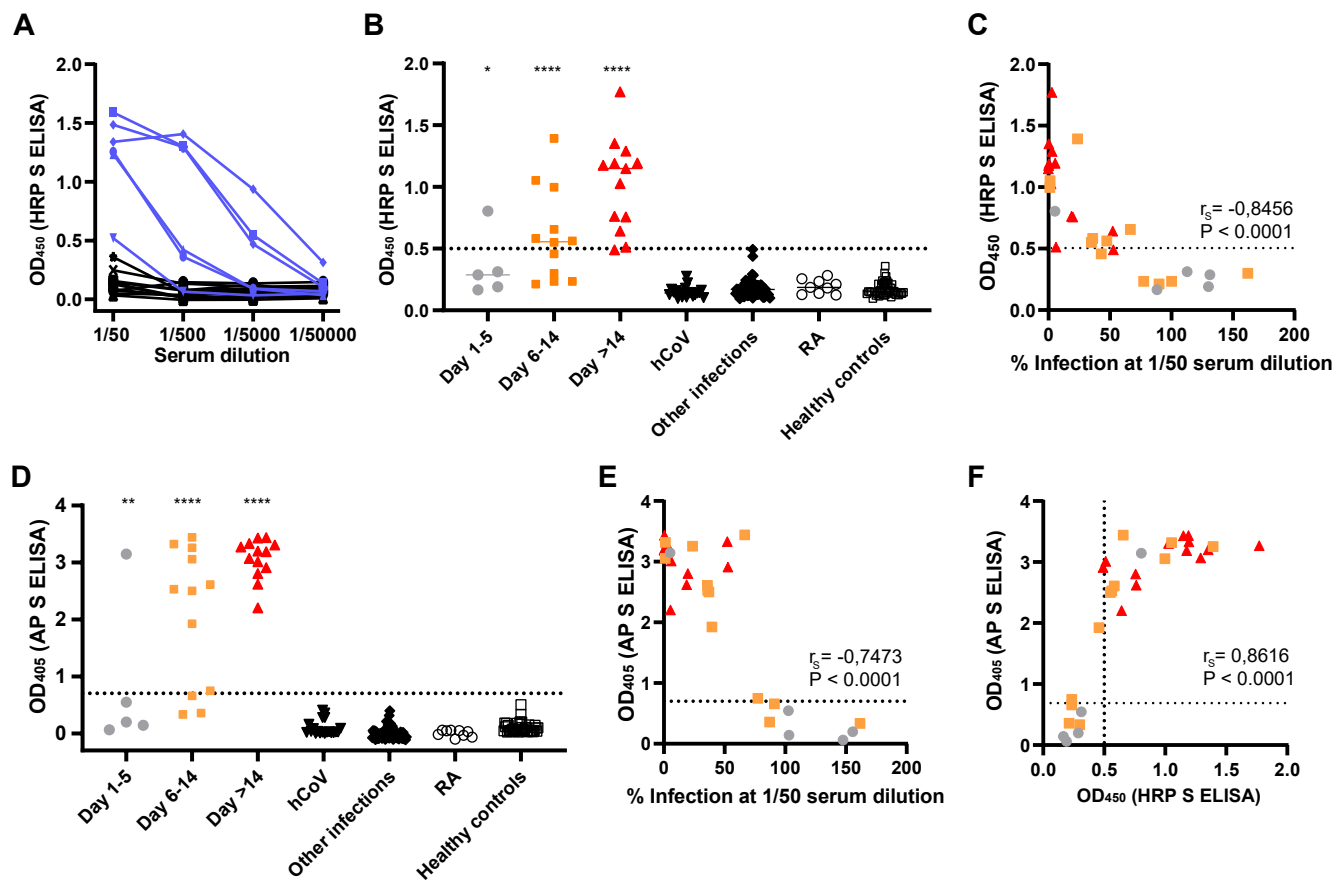 A
OD450 (HRP S ELISA)
2.0
1.5
1.0
0.5
0.0
1/50
1/500
1/5000
1/50000
Serum dilution
B
OD450 (HRP S ELISA)
2.0
1.5
1.0
0.5
0.0
*
****
****
Day 1-5
Day 6-14
Day >14
hCoV
Other infections
RA
Healthy controls
C
OD450 (HRP S ELISA)
2.0
1.5
1.0
0.5
0.0
rS= -0,8456
P < 0.0001
0
50
100
150
200
% Infection at 1/50 serum dilution
D
OD405 (AP S ELISA)
4
3
2
1
0
**
****
****
Day 1-5
Day 6-14
Day >14
hCoV
Other infections
RA
Healthy controls
E
OD405 (AP S ELISA)
4
3
2
1
0
rS= -0,7473
P < 0.0001
0
50
100
150
200
% Infection at 1/50 serum dilution
F
OD405 (AP S ELISA)
4
3
2
1
0
rS= 0,8616
P < 0.0001
0.0
0.5
1.0
1.5
2.0
OD450 (HRP S ELISA)